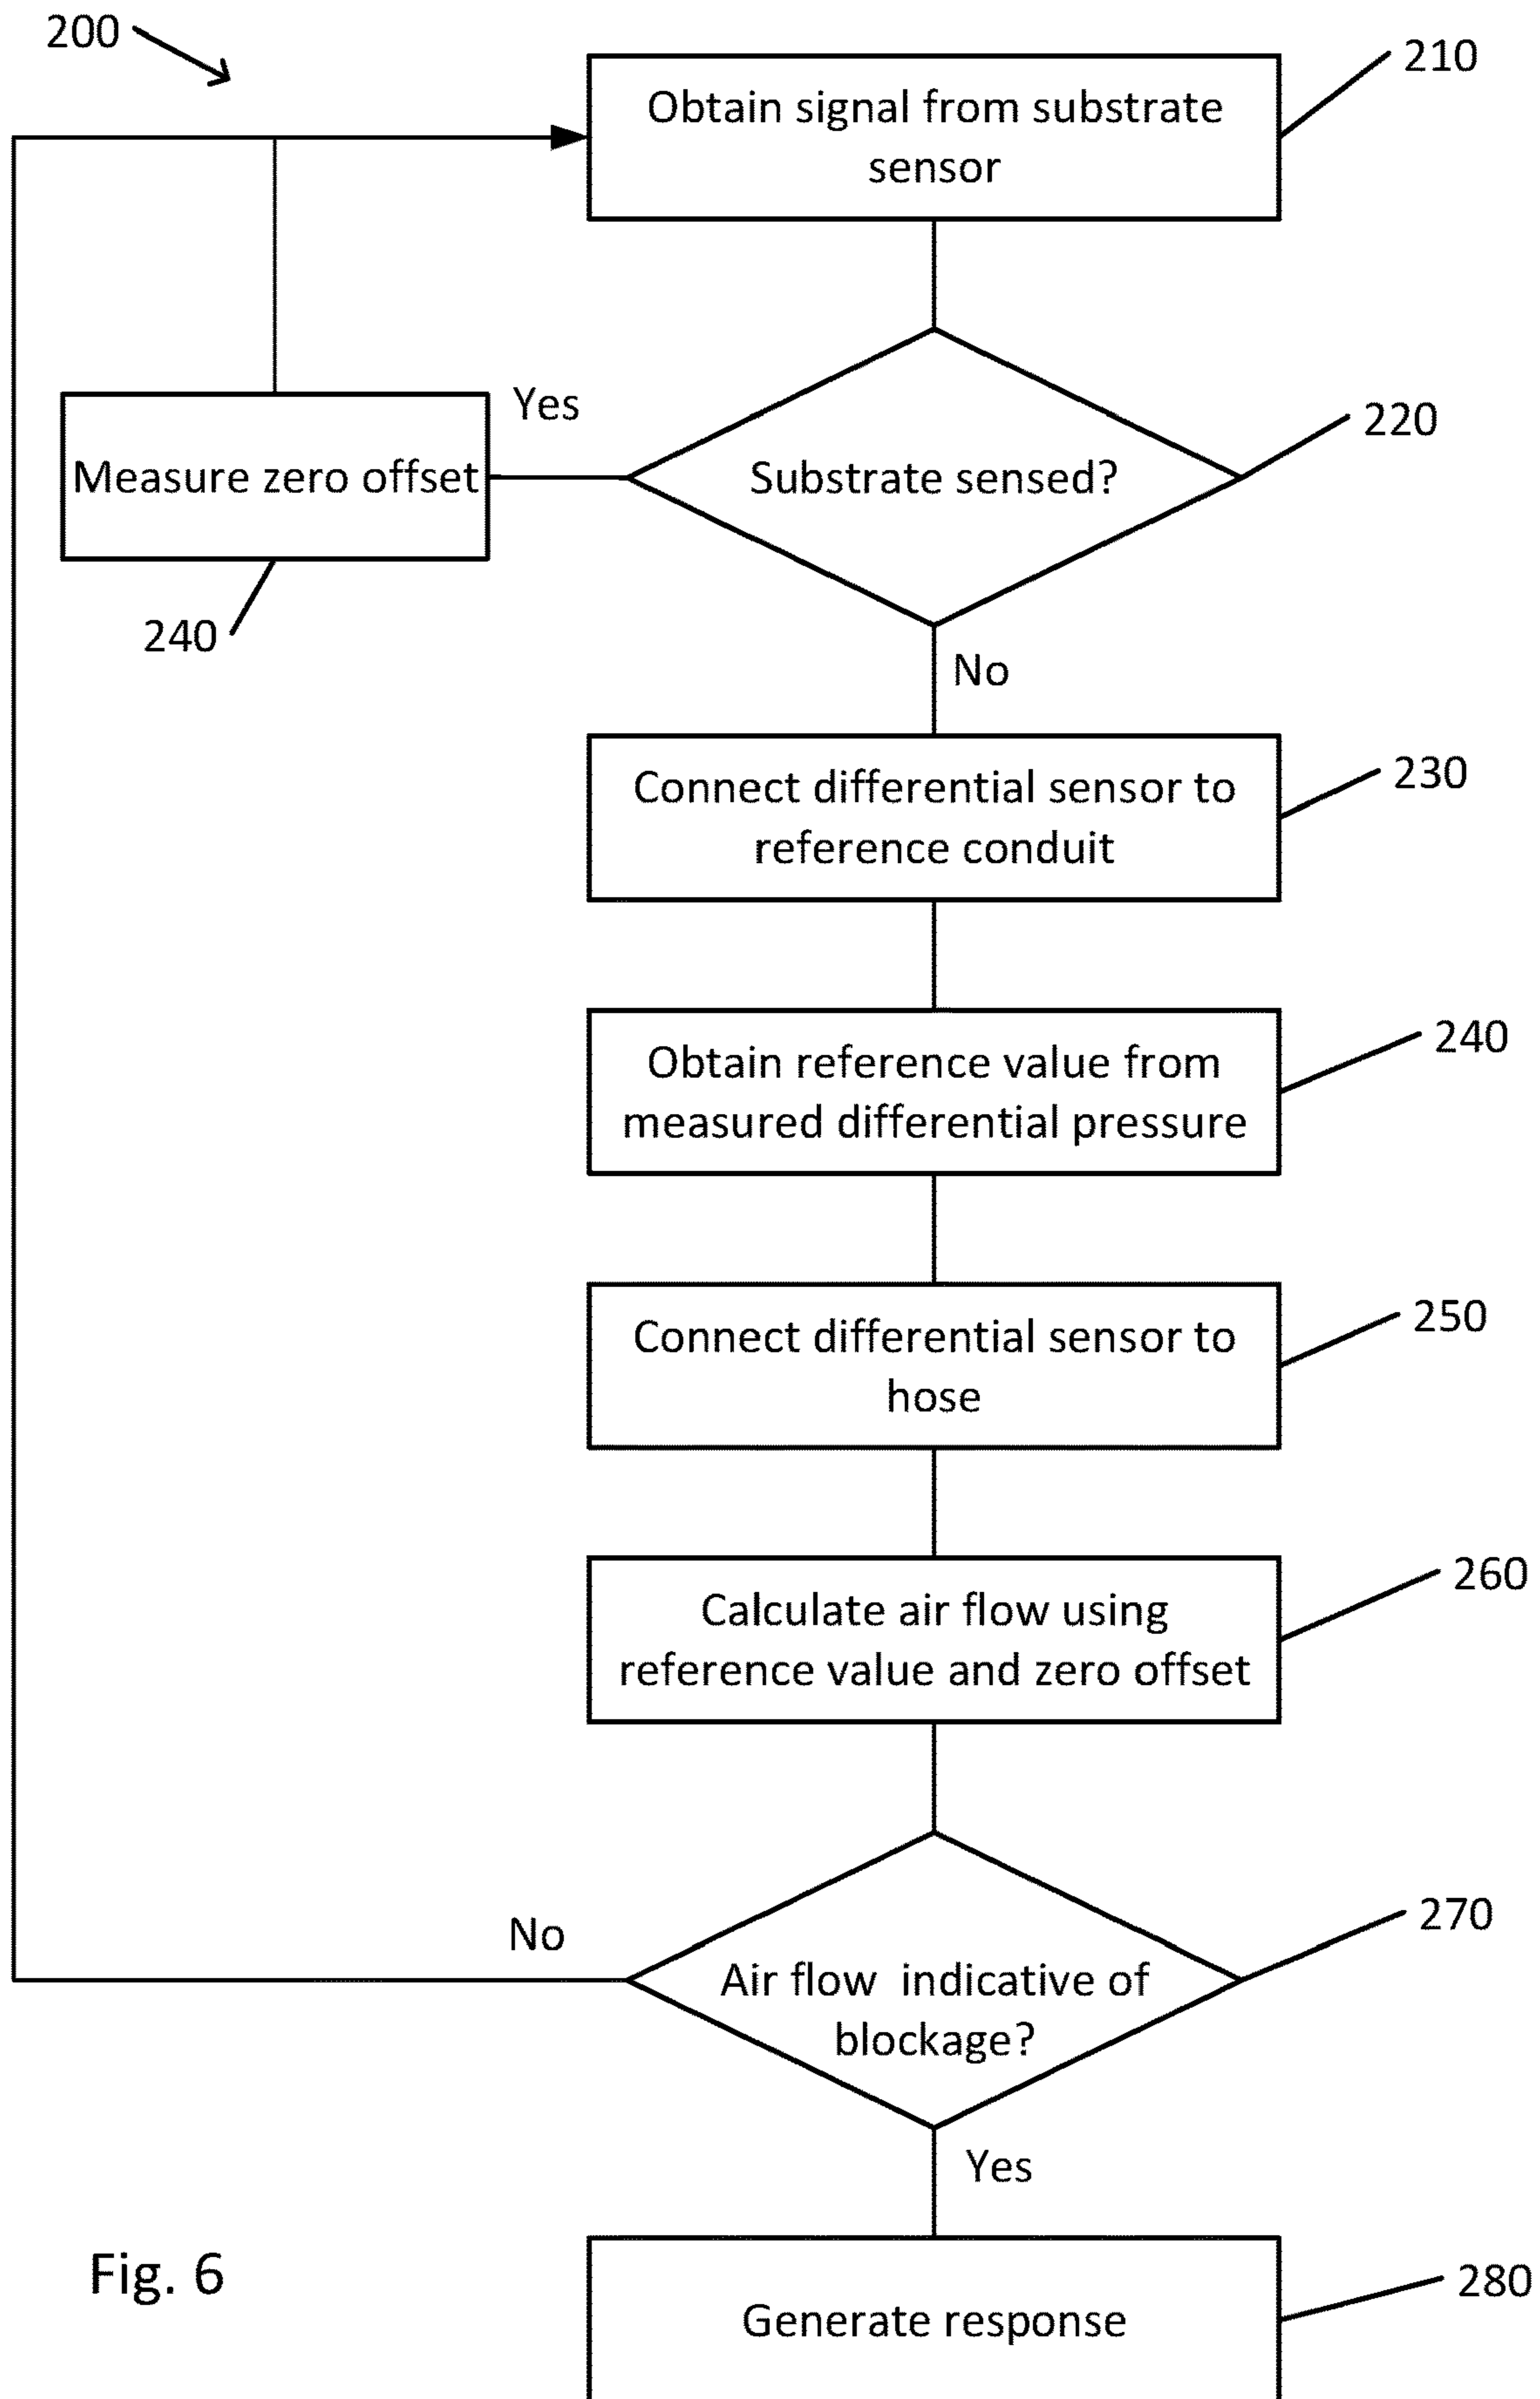 200
210
Obtain signal from substrate
sensor
Yes
220
Measure zero offset
Substrate sensed?
240
No
230
Connect differential sensor to
reference conduit
240
Obtain reference value from
measured differential pressure
250
Connect differential sensor to
hose
260
Calculate air flow using
reference value and zero offset
270
No
Air flow indicative of
blockage?
Yes
Fig. 6
280
Generate response